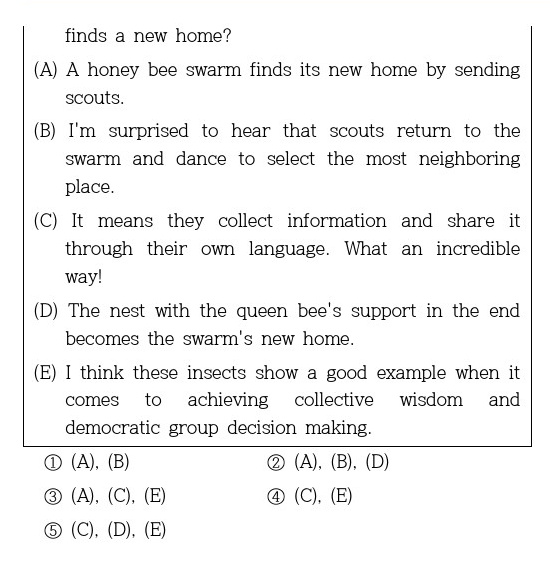 finds a new home?
(A) A honey bee swarm finds its new home by sending
scouts.
(B) I'm surprised to hear that scouts return to the
swarm and dance to select the most neighboring
place.
(C) It means they collect information and share it
through their own language. What an incredible
way!
(D) The nest with the queen bee's support in the end
becomes the swarm's new home.
(E) I think these insects show a good example when it
comes to achieving collective wisdom and
democratic group decision making.
① (A), (B) ② (A), (B), (D)
③ (A), (C), (E) ④ (C), (E)
⑤ (C), (D), (E)